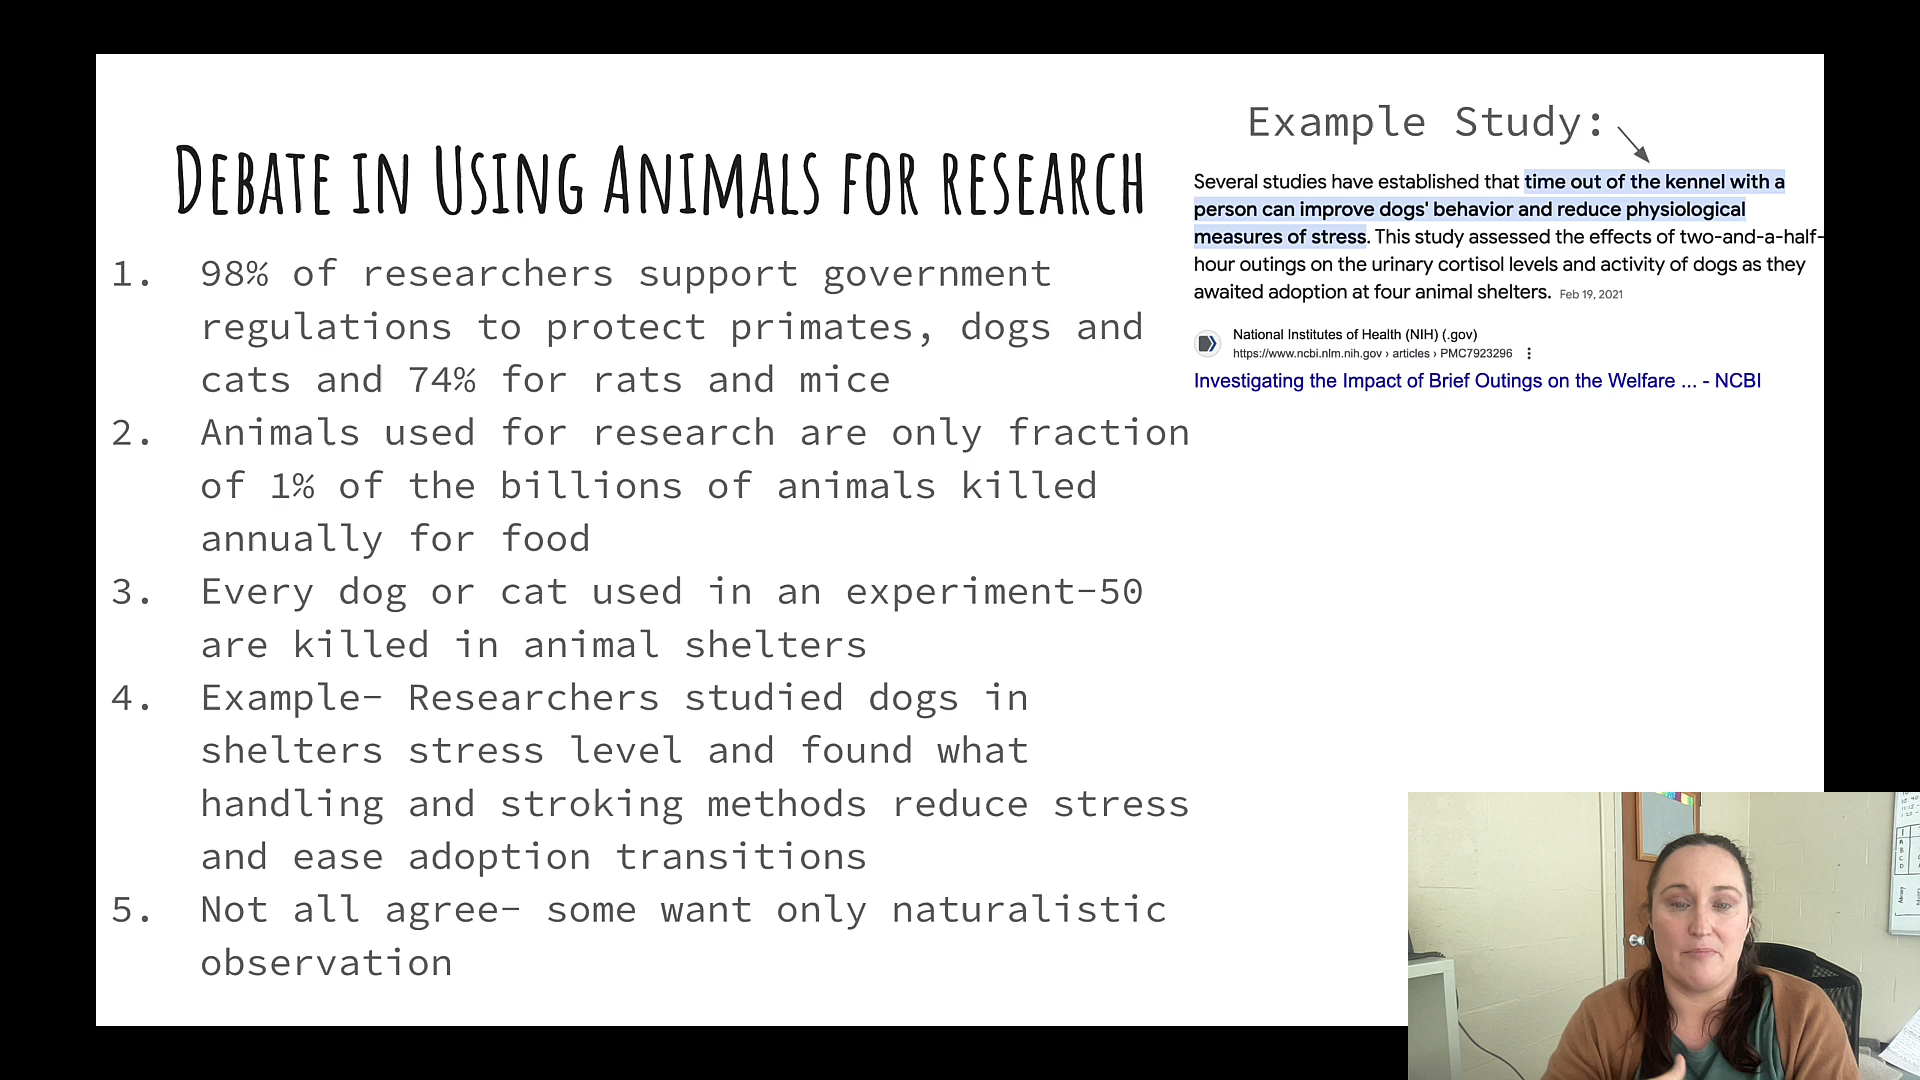 Debate in Using Animals for research
1. 98% of researchers support government
regulations to protect primates, dogs and
cats and 74% for rats and mice
2. Animals used for research are only fraction
of 1% of the billions of animals killed
annually for food
3. Every dog or cat used in an experiment-50
are killed in animal shelters
4. Example- Researchers studied dogs in
shelters stress level and found what
handling and stroking methods reduce stress
and ease adoption transitions
5. Not all agree- some want only naturalistic
observation
Example Study:
Several studies have established that time out of the kennel with a
person can improve dogs' behavior and reduce physiological
measures of stress. This study assessed the effects of two-and-a-half-
hour outings on the urinary cortisol levels and activity of dogs as they
awaited adoption at four animal shelters. Feb 19, 2021
National Institutes of Health (NIH) (.gov)
https://www.ncbi.nlm.nih.gov › articles › PMC7923296
Investigating the Impact of Brief Outings on the Welfare ... - NCBI